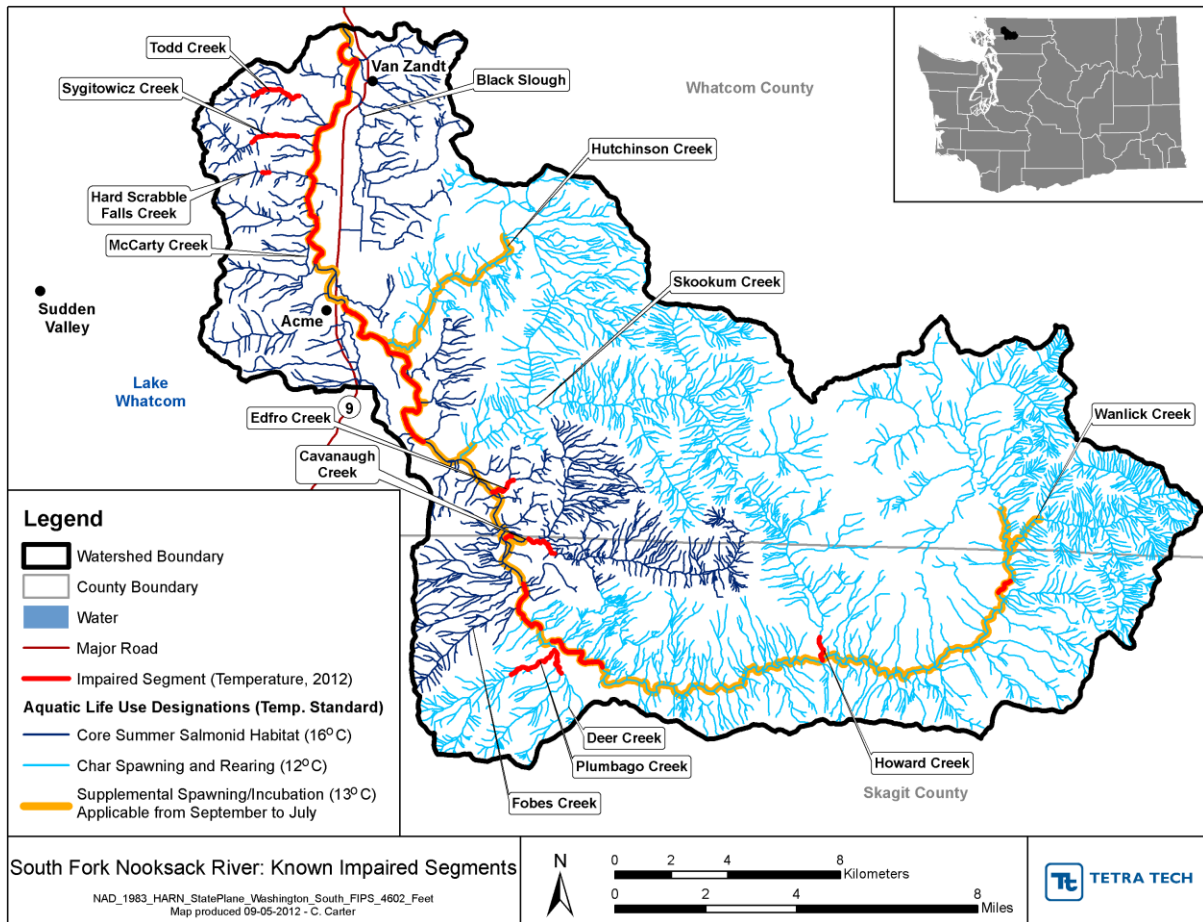 Todd Creek
Van Zandt
Black Slough
Sygitowicz Creek
Whatcom County
Hutchinson Creek
Hard Scrabble
Falls Creek
McCarty Creek
Skookum Creek
Sudden
Valley
Acme
Lake
Whatcom
9
Edfro Creek
Wanlick Creek
Cavanaugh
Creek
Legend
Watershed Boundary
County Boundary
Water
Major Road
Impaired Segment (Temperature, 2012)
Aquatic Life Use Designations (Temp. Standard)
Core Summer Salmonid Habitat (16⁰C)
Char Spawning and Rearing (12⁰C)
Supplemental Spawning/Incubation (13⁰C)
Applicable from September to July
Deer Creek
Plumbago Creek
Howard Creek
Fobes Creek
Skagit County
South Fork Nooksack River: Known Impaired Segments
NAD_1983_HARN_StatePlane_Washington_South_FIPS_4602_Feet
Map produced 09-05-2012 - C. Carter
N
0 2 4 8
Kilometers
0 2 4 8
Miles
Tt TETRA TECH